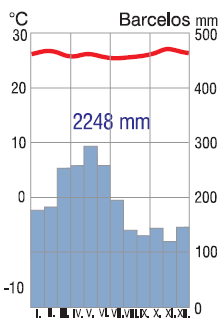 °C Barcelos mm
30 500
20 400
2248 mm
10 300
0 200
100
-10 0
I. II. III. IV. V. VI. VII. VIII. IX. X. XI. XII.